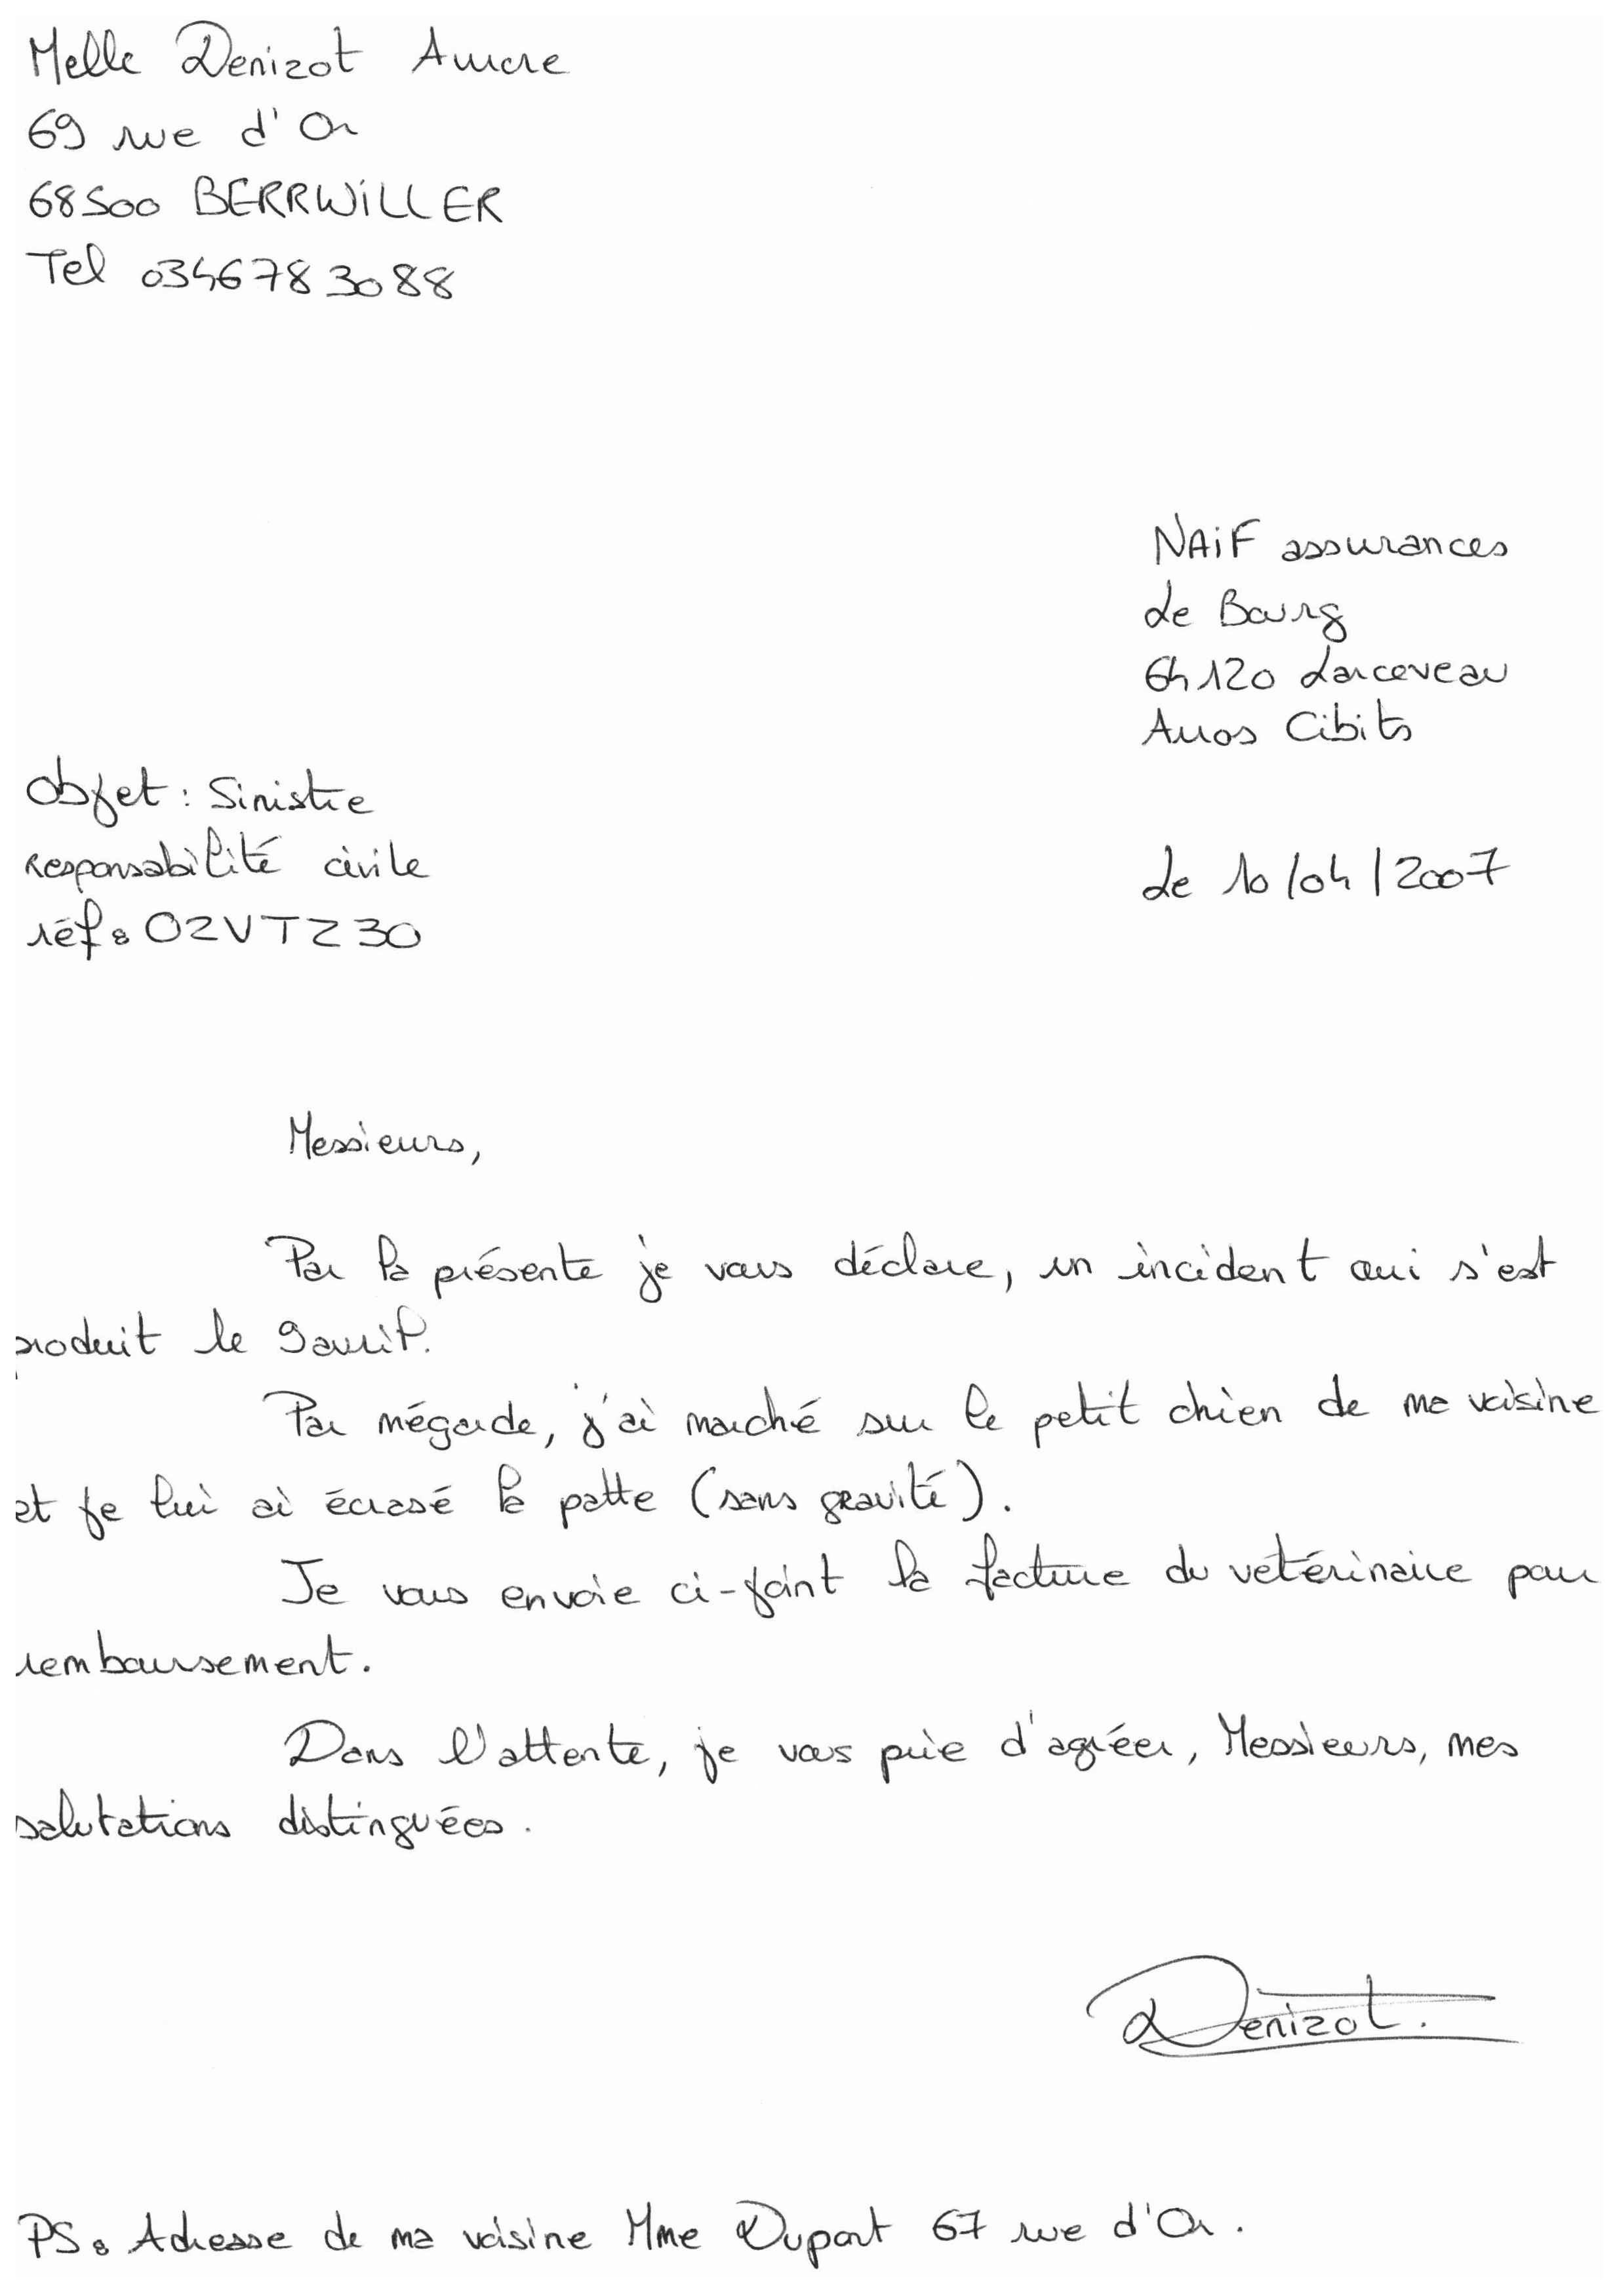 Melle Denizot Aurore
69 rue d'Or
68500 BERRWiLLER
Tel 0346783088
NAiF assurances
Le Bourg
64120 Larceveau
Arros Cibits
Objet : Sinistre
responsabilité civile
réf : OZVTZ30
Le 10/04/2007
Messieurs,
Par la présente je vous déclare, un incident qui s'est
produit le 9 avril.
Par mégarde, j'ai marché sur le petit chien de ma voisine
et je lui ai écrasé la patte (sans gravité).
Je vous envoie ci-joint la facture du vetérinaire pour
remboursement.
Dans l'attente, je vous prie d'agréer, Messieurs, mes
salutations distinguées.
Denizot.
PS : Adresse de ma voisine Mme Dupont 67 rue d'Or.